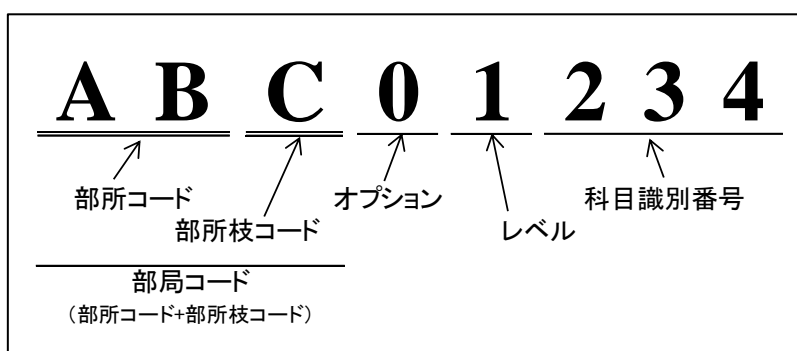 A B C 0 1 2 3 4
部所コード
オプション
科目識別番号
部所枝コード
レベル
部局コード
（部所コード+部所枝コード）